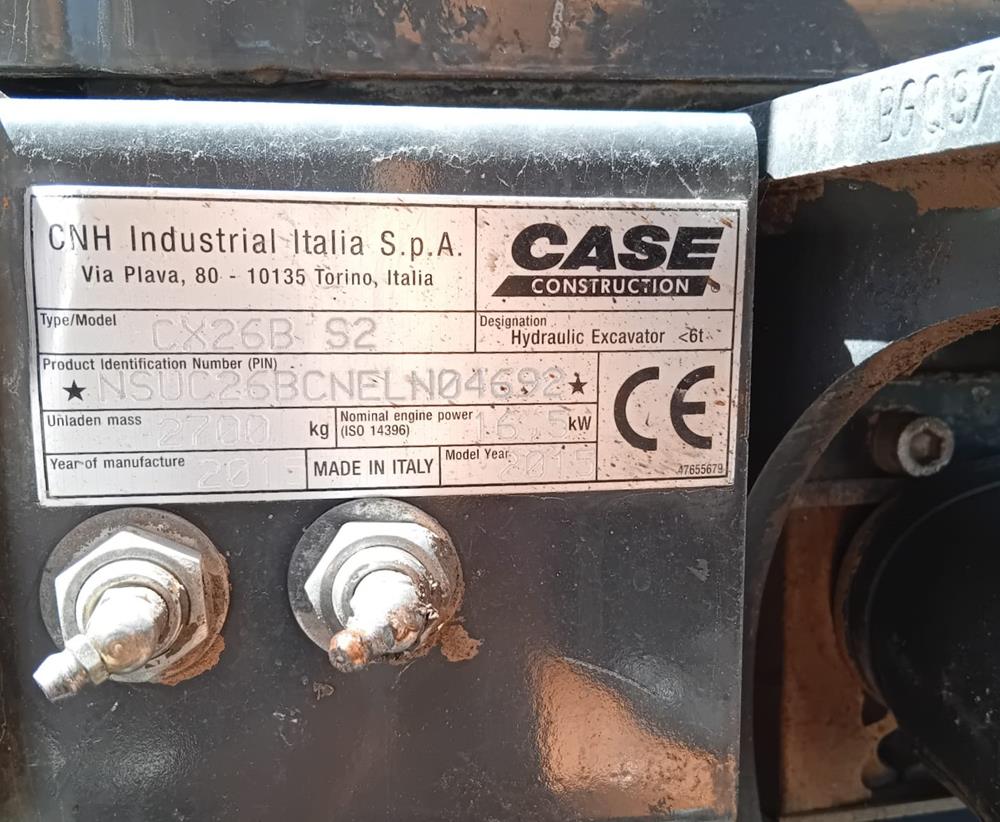 BGQ97
CNH Industrial Italia S.p.A.
Via Plava, 80 - 10135 Torino, Italia
CASE
CONSTRUCTION
Type/Model
CX26B S2
Designation
Hydraulic Excavator <6t
Product Identification Number (PIN)
★ NSUC26BCNELN04692 ★
Unladen mass
2700 kg
Nominal engine power
(ISO 14396)
16.5 kW
CE
Year of manufacture
MADE IN ITALY
Model Year
2015
47655679